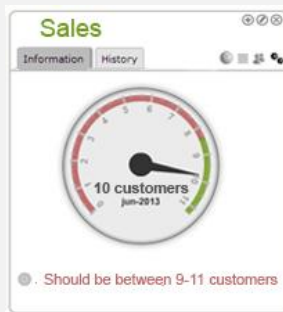 Sales
Information
History
0 1 2 3 4 5 6 7 8 9 10 11
10 customers
jun-2013
Should be between 9-11 customers